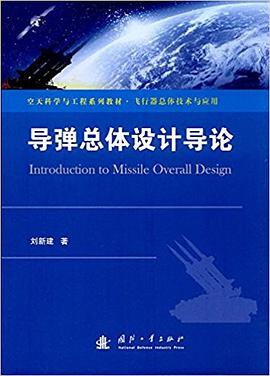 空天科学与工程系列教材·飞行器总体技术与应用
导弹总体设计导论
Introduction to Missile Overall Design
刘新建 著
国防工业出版社
National Defense Industry Press